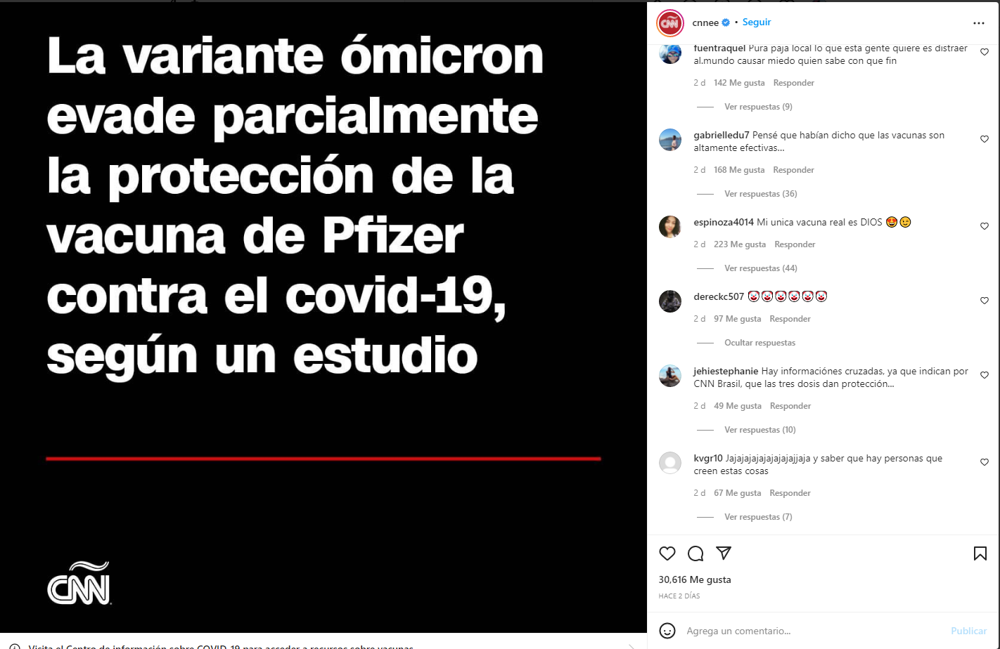 La variante ómicron
evade parcialmente
la protección de la
vacuna de Pfizer
contra el covid-19,
según un estudio
CNN
Visita el Centro de información sobre COVID-19 para acceder a recursos sobre vacunas
CNN
cnnee • Seguir
fuentraquel Pura paja local lo que esta gente quiere es distraer
al.mundo causar miedo quien sabe con que fin
2 d 142 Me gusta Responder
Ver respuestas (9)
gabrielledu7 Pensé que habían dicho que las vacunas son
altamente efectivas...
2 d 168 Me gusta Responder
Ver respuestas (36)
espinoza4014 Mi unica vacuna real es DIOS 🤩😉
2 d 223 Me gusta Responder
Ver respuestas (44)
dereckc507 🤡🤡🤡🤡🤡🤡
2 d 97 Me gusta Responder
Ocultar respuestas
jehiestephanie Hay informaciónes cruzadas, ya que indican por
CNN Brasil, que las tres dosis dan protección...
2 d 49 Me gusta Responder
Ver respuestas (10)
kvgr10 Jajajajajajajajajajjaja y saber que hay personas que
creen estas cosas
2 d 67 Me gusta Responder
Ver respuestas (7)
30,616 Me gusta
HACE 2 DÍAS
Agrega un comentario... Publicar